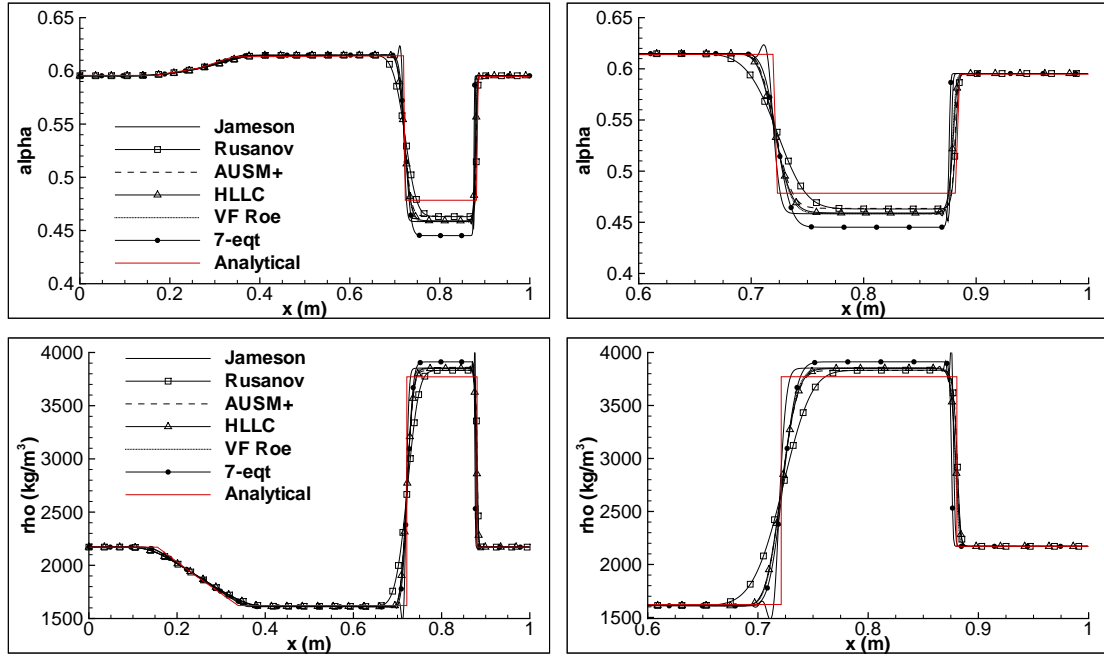 0.65
0.6
0.55
0.5
0.45
0.4
alpha
Jameson
Rusanov
AUSM+
HLLC
VF Roe
7-eqt
Analytical
0 0.2 0.4 0.6 0.8 1
x (m)
0.65
0.6
0.55
0.5
0.45
0.4
alpha
0.6 0.7 0.8 0.9 1
x (m)
4000
3500
3000
2500
2000
1500
rho (kg/m³)
Jameson
Rusanov
AUSM+
HLLC
VF Roe
7-eqt
Analytical
0 0.2 0.4 0.6 0.8 1
x (m)
4000
3500
3000
2500
2000
1500
rho (kg/m³)
0.6 0.7 0.8 0.9 1
x (m)